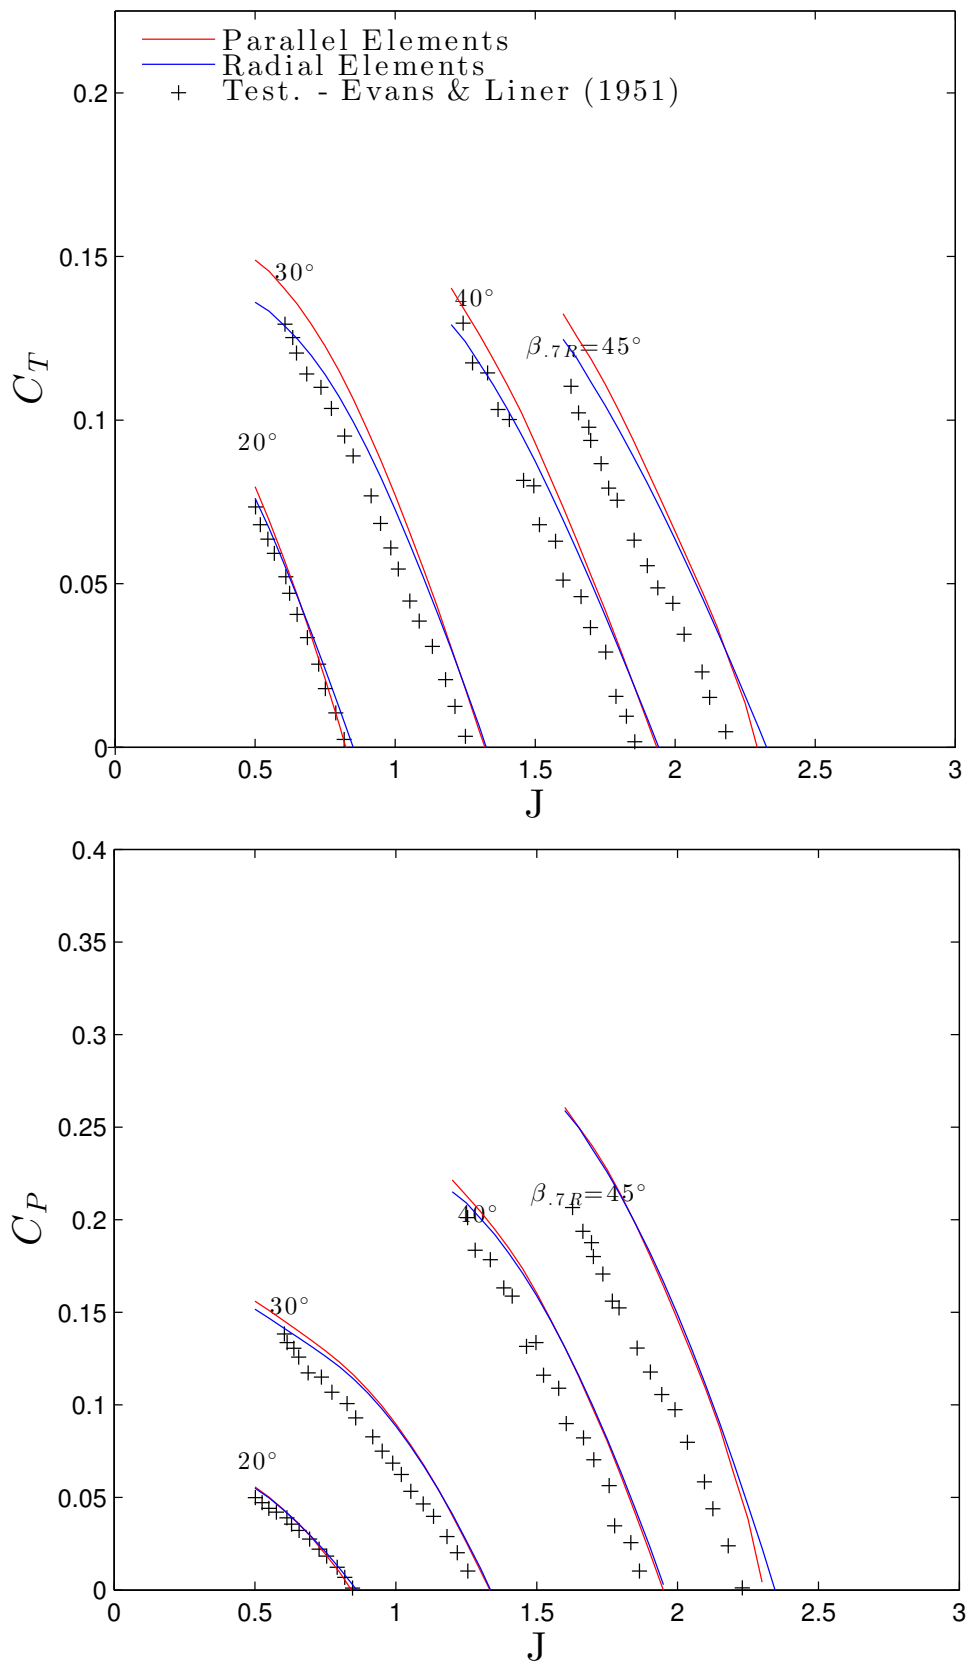 Parallel Elements
Radial Elements
Test. - Evans & Liner (1951)
0.2
0.15
0.1
0.05
0
C_T
30°
40°
β.7R=45°
20°
0 0.5 1 1.5 2 2.5 3
J
0.4
0.35
0.3
0.25
0.2
0.15
0.1
0.05
0
C_P
β.7R=45°
40°
30°
20°
0 0.5 1 1.5 2 2.5 3
J